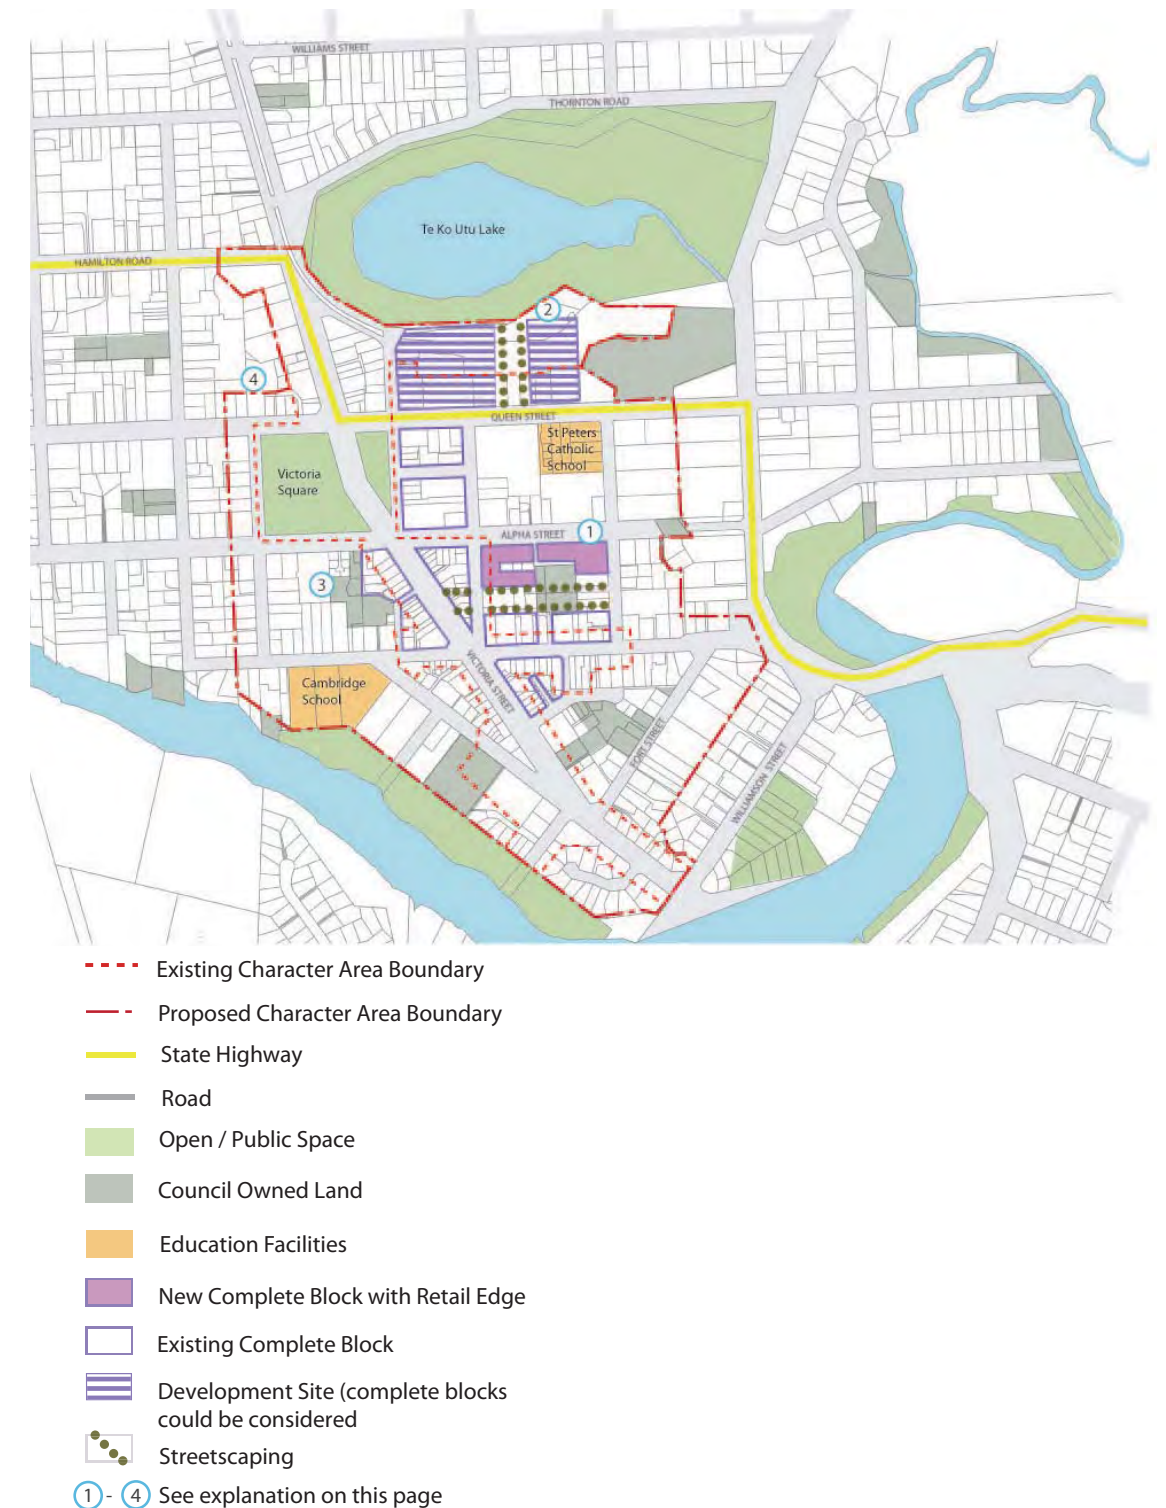 WILLIAMS STREET
THORNTON ROAD
Te Ko Utu Lake
HAMILTON ROAD
2
4
QUEEN STREET
St Peters
Catholic
School
Victoria
Square
1
ALPHA STREET
3
VICTORIA STREET
Cambridge
School
FORT STREET
WILLIAMSON STREET
Existing Character Area Boundary
Proposed Character Area Boundary
State Highway
Road
Open / Public Space
Council Owned Land
Education Facilities
New Complete Block with Retail Edge
Existing Complete Block
Development Site (complete blocks
could be considered
Streetscaping
1 - 4 See explanation on this page